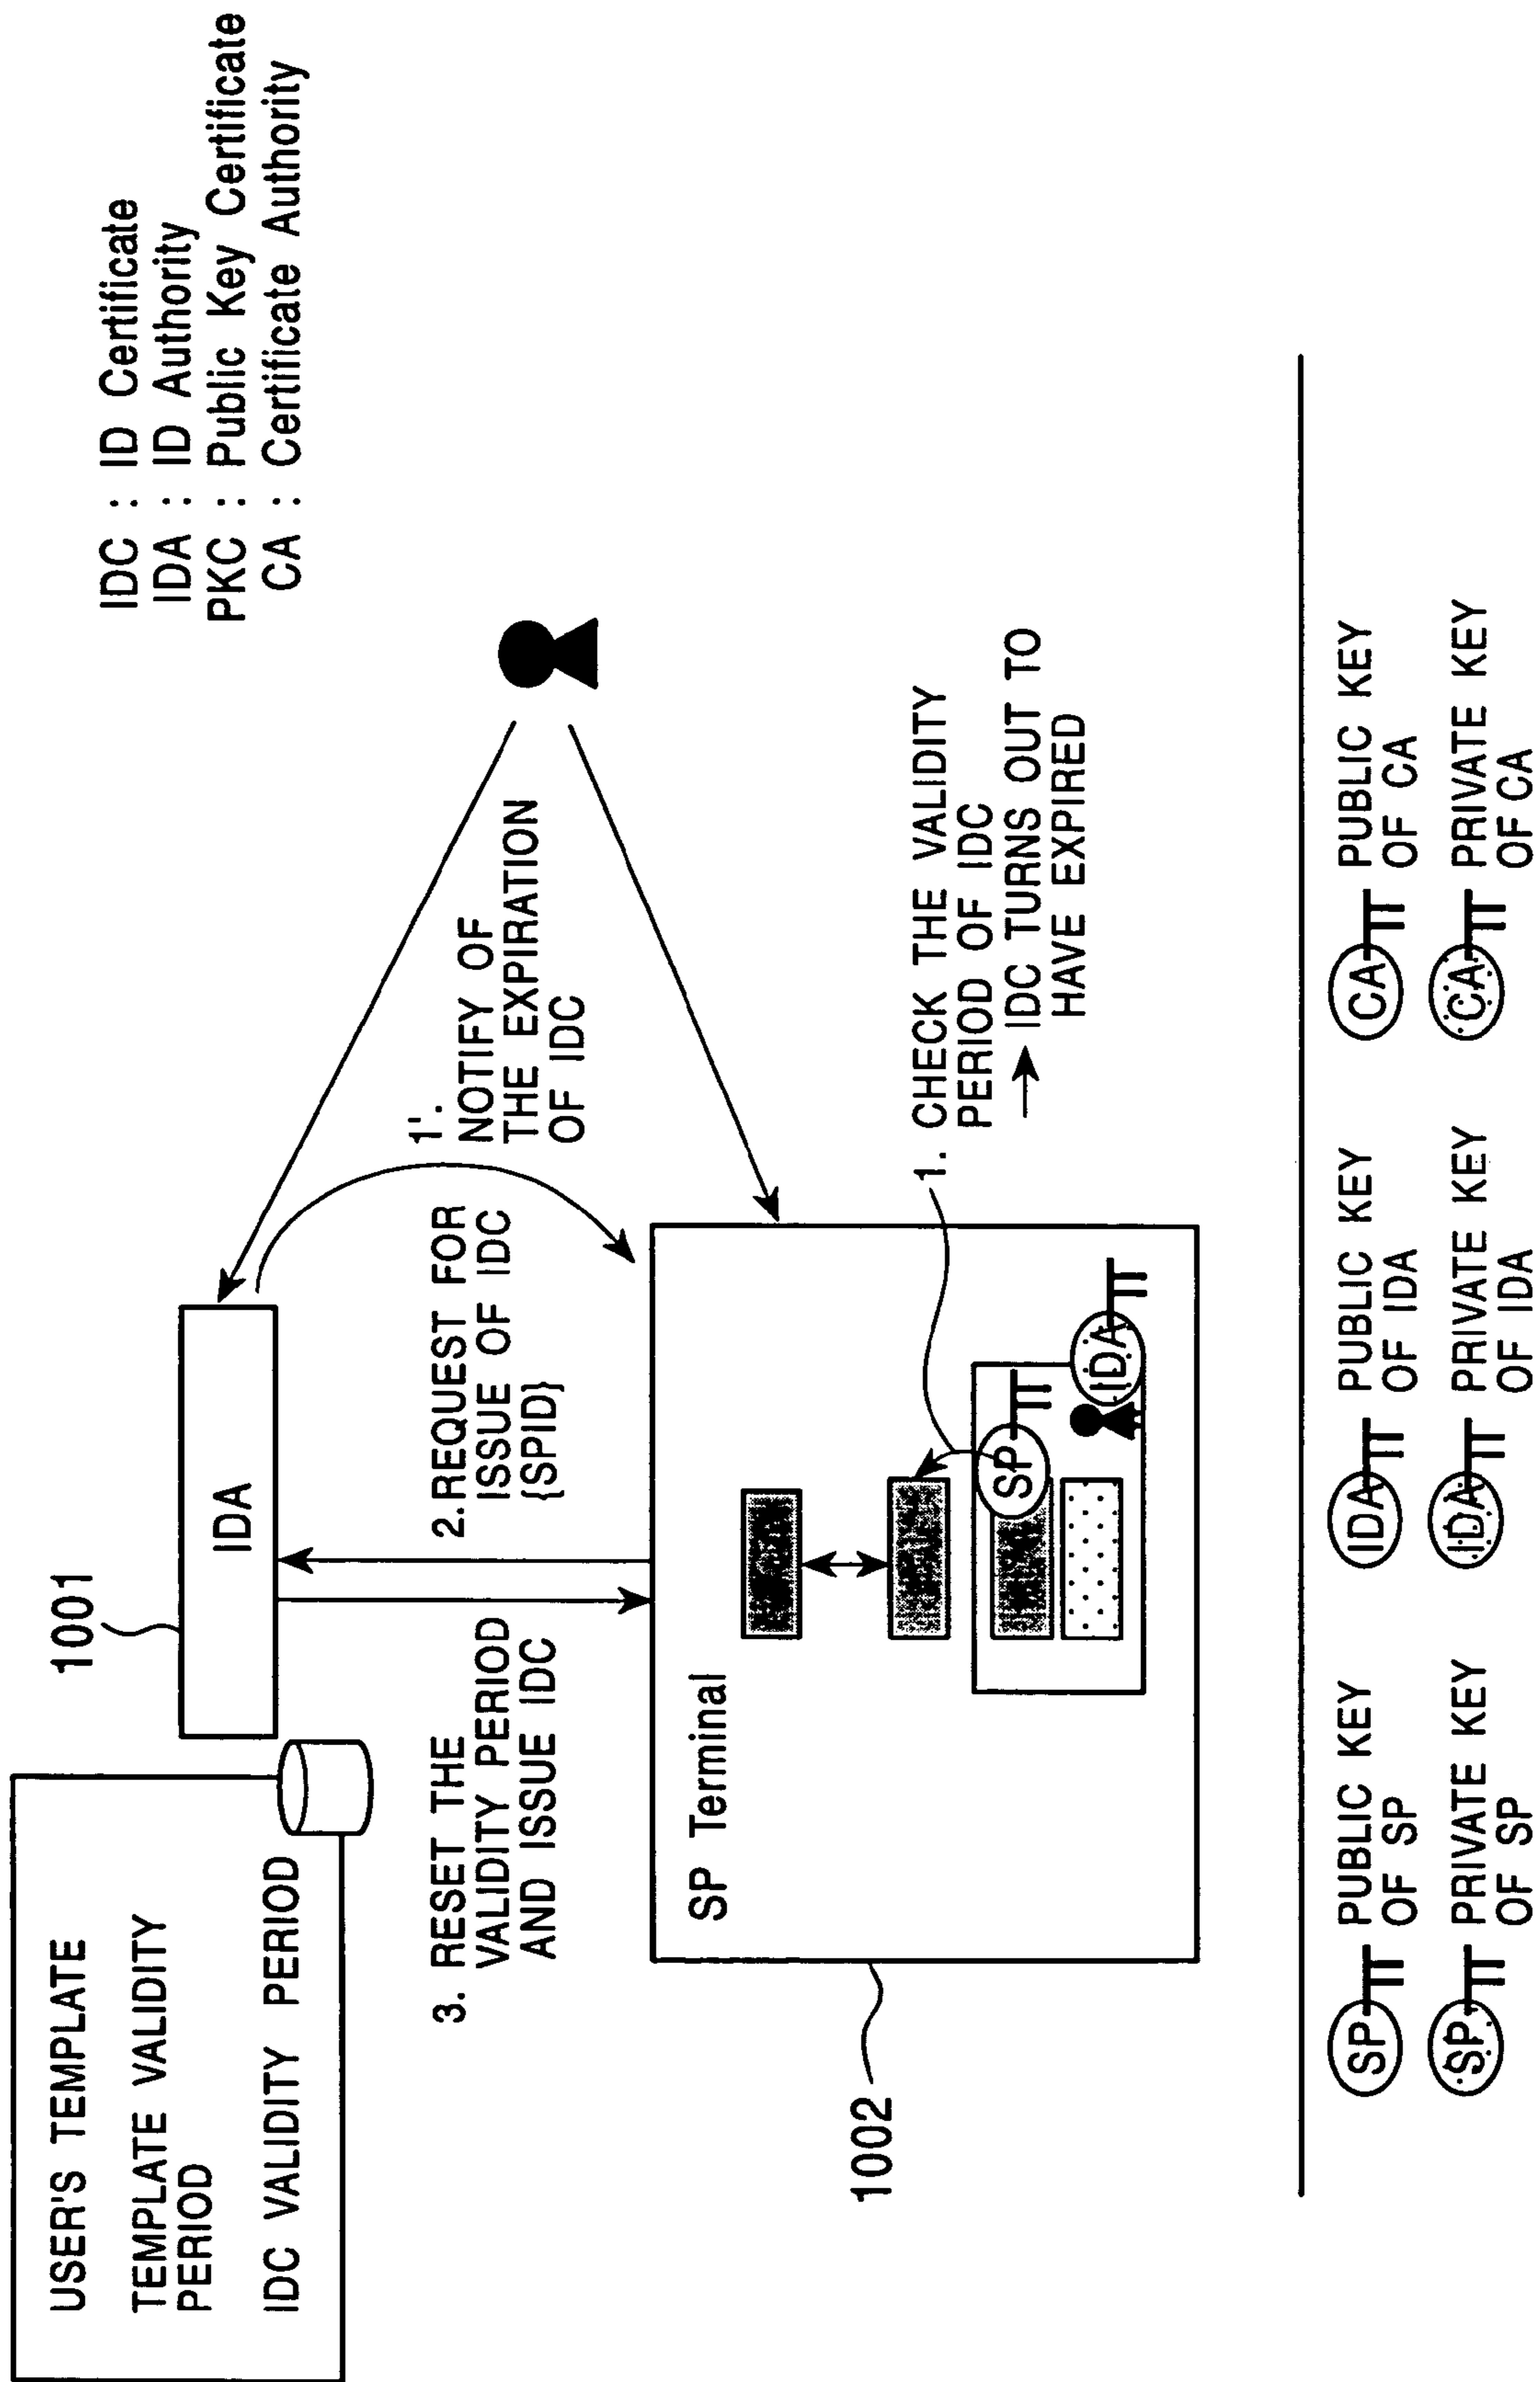 USER'S TEMPLATE
TEMPLATE VALIDITY
PERIOD
IDC VALIDITY PERIOD
1001
IDA
IDC : ID Certificate
IDA : ID Authority
PKC : Public Key Certificate
CA : Certificate Authority
3. RESET THE
VALIDITY PERIOD
AND ISSUE IDC
2.REQUEST FOR
ISSUE OF IDC
{SPID}
1'.
NOTIFY OF
THE EXPIRATION
OF IDC
1002
SP Terminal
SP
IDA
1. CHECK THE VALIDITY
PERIOD OF IDC
→ IDC TURNS OUT TO
HAVE EXPIRED
SP PUBLIC KEY
OF SP
IDA PUBLIC KEY
OF IDA
CA PUBLIC KEY
OF CA
SP PRIVATE KEY
OF SP
IDA PRIVATE KEY
OF IDA
CA PRIVATE KEY
OF CA